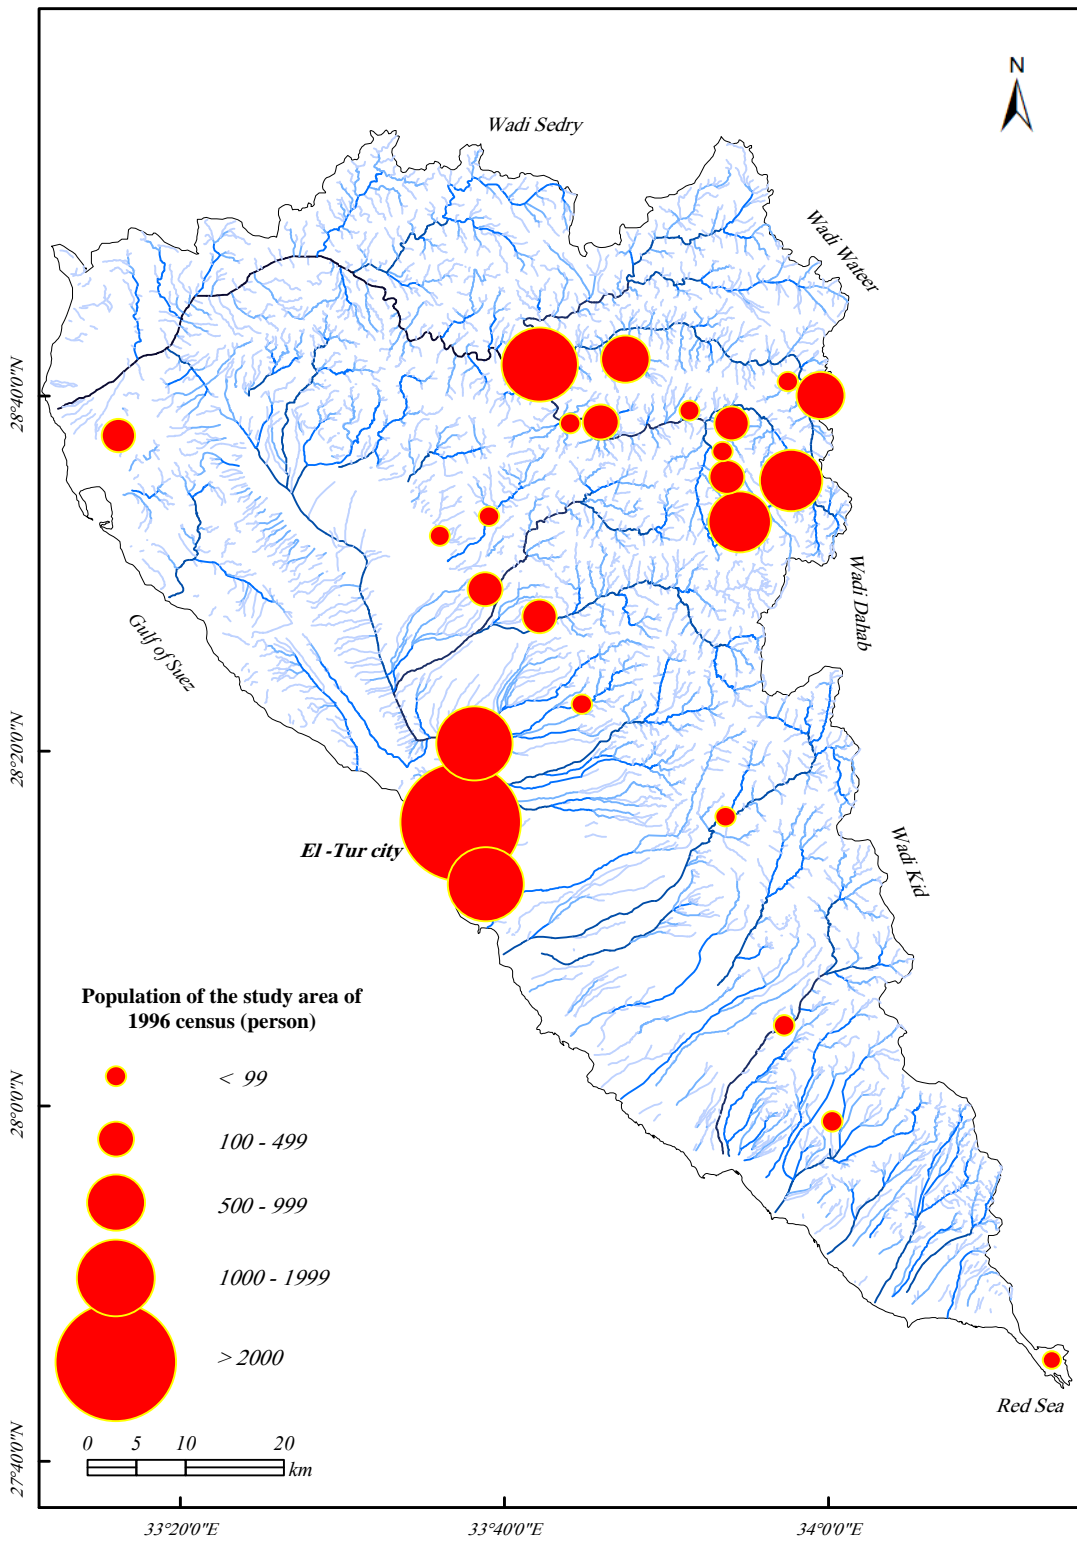 N
Wadi Sedry
Wadi Wateer
28°40'0"N
Wadi Dahab
Gulf of Suez
28°20'0"N
El -Tur city
Wadi Kid
Population of the study area of
1996 census (person)
< 99
28°0'0"N
100 - 499
500 - 999
1000 - 1999
> 2000
Red Sea
0 5 10 20
km
27°40'0"N
33°20'0"E 33°40'0"E 34°0'0"E